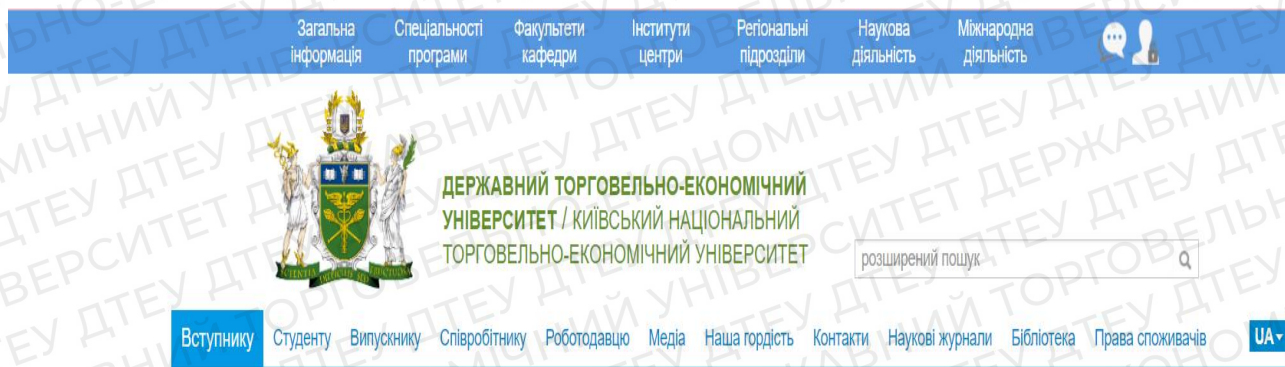 Загальна інформація
Спеціальності програми
Факультети кафедри
Інститути центри
Регіональні підрозділи
Наукова діяльність
Міжнародна діяльність
ДЕРЖАВНИЙ ТОРГОВЕЛЬНО-ЕКОНОМІЧНИЙ
УНІВЕРСИТЕТ / КИЇВСЬКИЙ НАЦІОНАЛЬНИЙ
ТОРГОВЕЛЬНО-ЕКОНОМІЧНИЙ УНІВЕРСИТЕТ
розширений пошук
Вступнику Студенту Випускнику Співробітнику Роботодавцю Медіа Наша гордість Контакти Наукові журнали Бібліотека Права споживачів UA